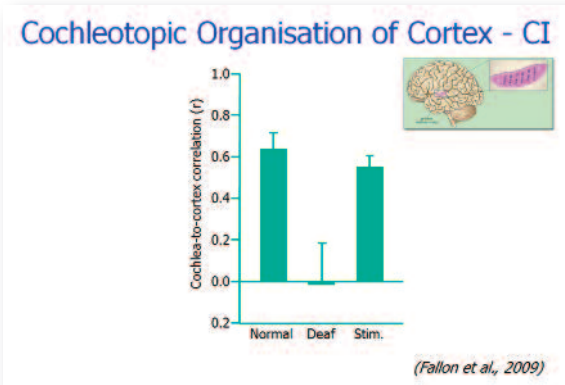 Cochleotopic Organisation of Cortex - CI
Cochlea-to-cortex correlation (r)
1.0
0.8
0.6
0.4
0.2
0.0
0.2
Normal Deaf Stim.
(Fallon et al., 2009)